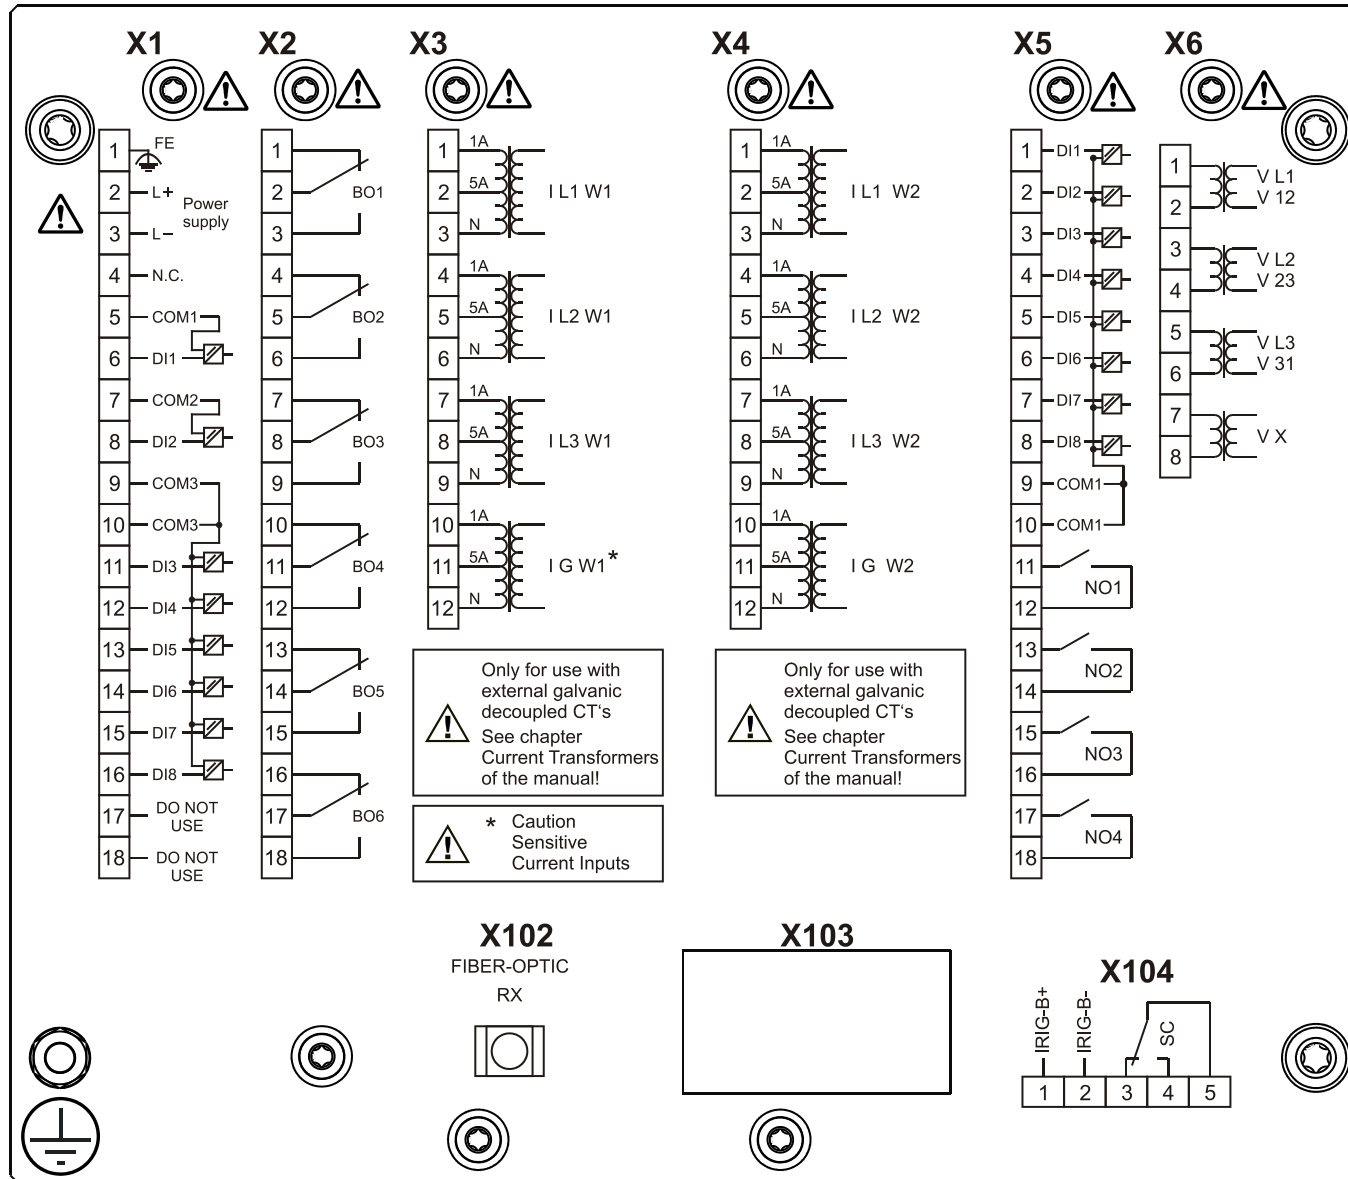 X1
X2
X3
X4
X5
X6
1 FE
2 L+
Power
supply
3 L–
4 N.C.
5 COM1
6 DI1
7 COM2
8 DI2
9 COM3
10 COM3
11 DI3
12 DI4
13 DI5
14 DI6
15 DI7
16 DI8
17 DO NOT
USE
18 DO NOT
USE
1
2 BO1
3
4
5 BO2
6
7
8 BO3
9
10
11 BO4
12
13
14 BO5
15
16
17 BO6
18
1 1A
2 5A I L1 W1
3 N
4 1A
5 5A I L2 W1
6 N
7 1A
8 5A I L3 W1
9 N
10 1A
11 5A I G W1*
12 N
Only for use with
external galvanic
decoupled CT's
See chapter
Current Transformers
of the manual!
* Caution
Sensitive
Current Inputs
1 1A
2 5A I L1 W2
3 N
4 1A
5 5A I L2 W2
6 N
7 1A
8 5A I L3 W2
9 N
10 1A
11 5A I G W2
12 N
Only for use with
external galvanic
decoupled CT's
See chapter
Current Transformers
of the manual!
1 DI1
2 DI2
3 DI3
4 DI4
5 DI5
6 DI6
7 DI7
8 DI8
9 COM1
10 COM1
11
NO1
12
13
NO2
14
15
NO3
16
17
NO4
18
1 V L1
2 V 12
3 V L2
4 V 23
5 V L3
6 V 31
7
V X
8
X102
FIBER-OPTIC
RX
X103
X104
IRIG-B+
IRIG-B-
SC
1 2 3 4 5